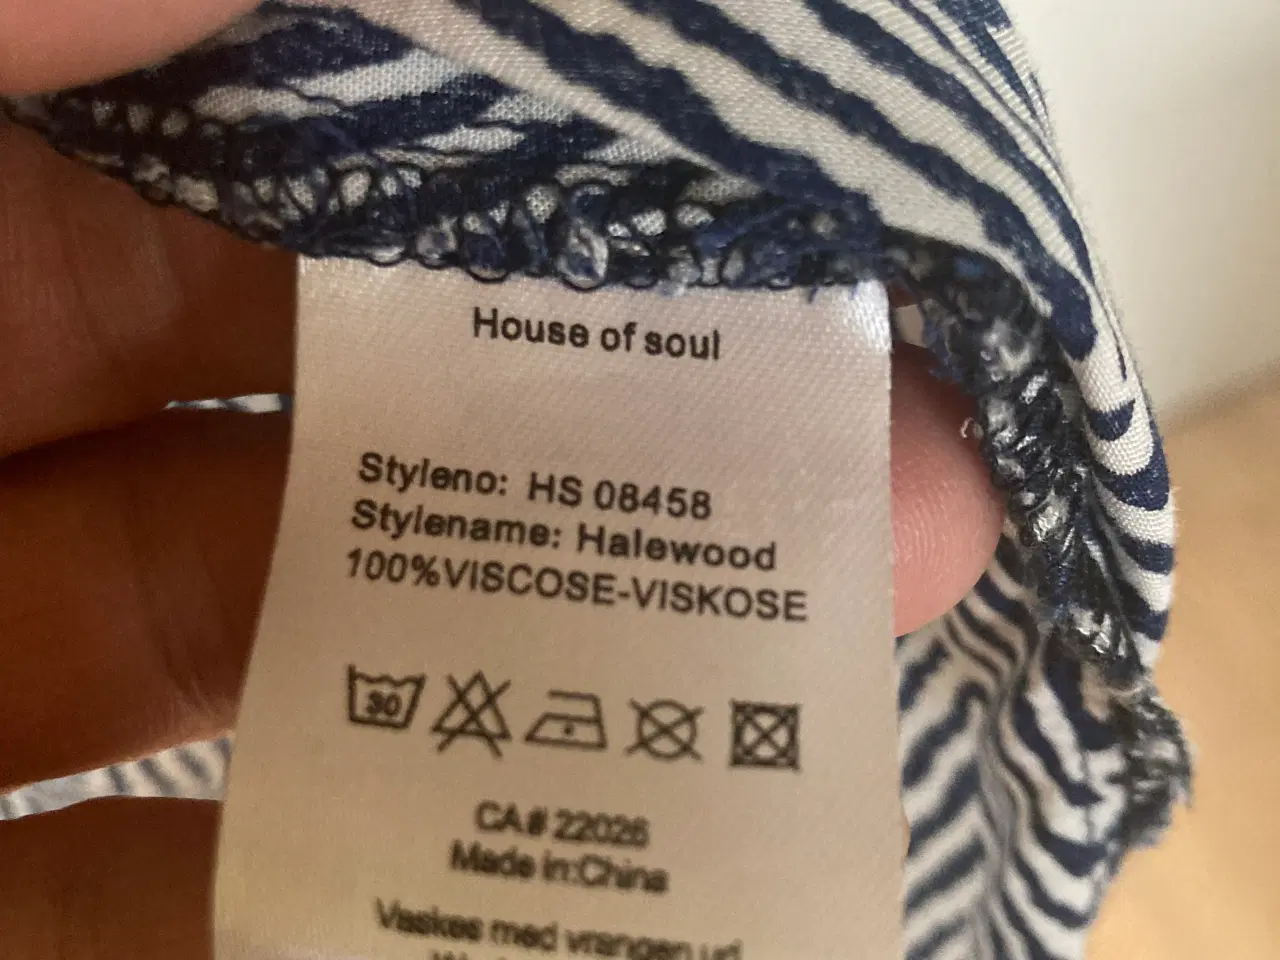 House of soul
Styleno: HS 08458
Stylename: Halewood
100%VISCOSE-VISKOSE
30
CA# 22026
Made in:China
Vaskes med vrangen ud